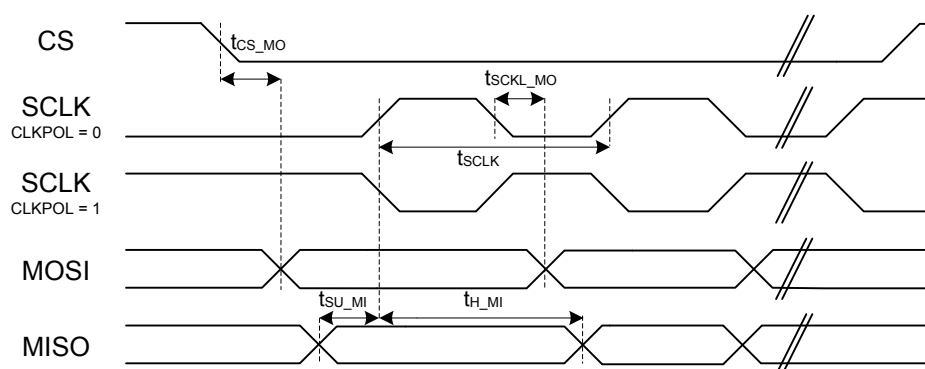 CS
tCS_MO
tSCKL_MO
SCLK
CLKPOL = 0
tSCLK
SCLK
CLKPOL = 1
MOSI
tSU_MI
tH_MI
MISO